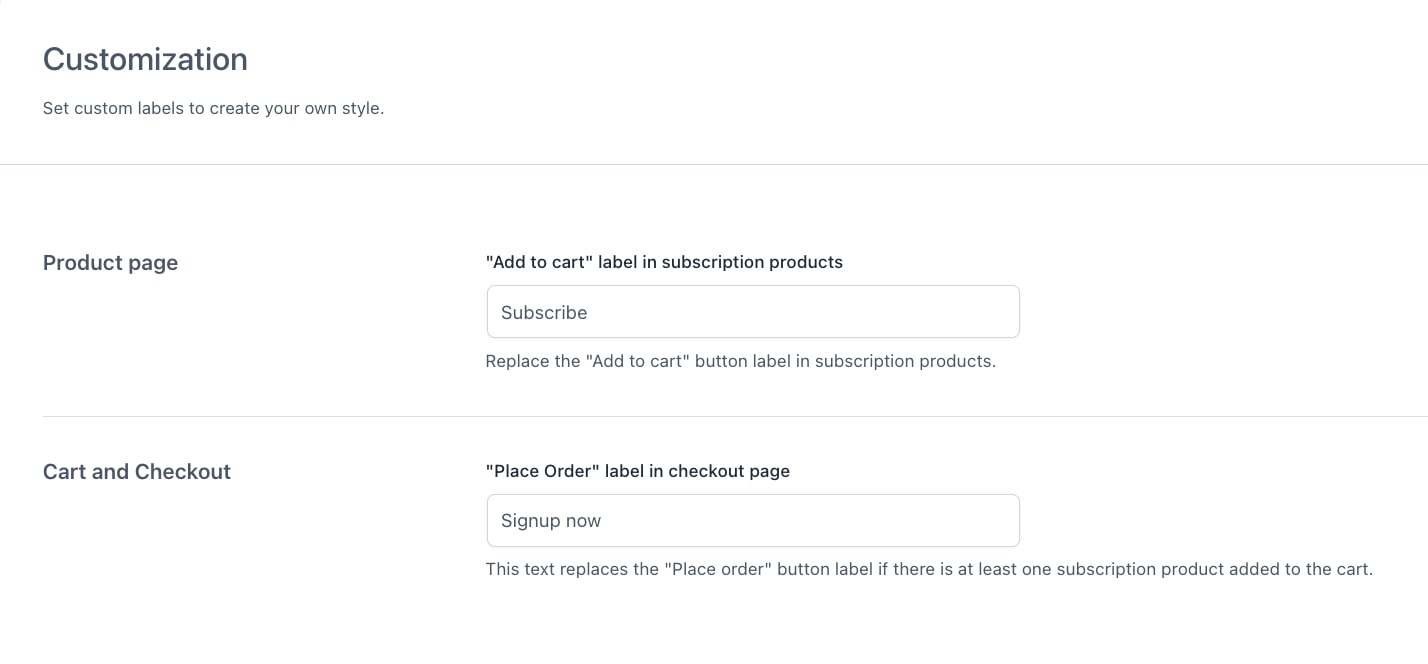 Customization
Set custom labels to create your own style.
Product page
"Add to cart" label in subscription products
Subscribe
Replace the "Add to cart" button label in subscription products.
Cart and Checkout
"Place Order" label in checkout page
Signup now
This text replaces the "Place order" button label if there is at least one subscription product added to the cart.